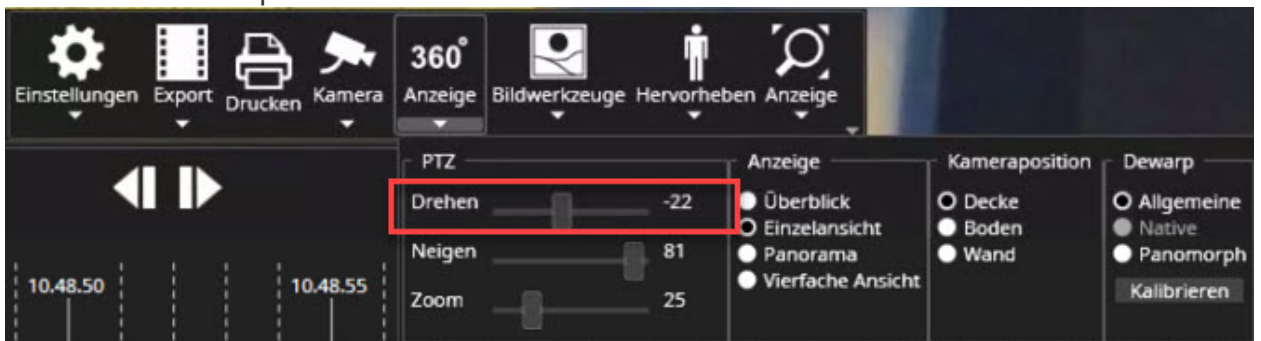 360°
Einstellungen Export Drucken Kamera Anzeige Bildwerkzeuge Hervorheben Anzeige
PTZ
Drehen -22
Neigen 81
Zoom 25
Anzeige
Überblick
Einzelansicht
Panorama
Vierfache Ansicht
Kameraposition
Decke
Boden
Wand
Dewarp
Allgemeine
Native
Panomorph
Kalibrieren
10.48.50 10.48.55